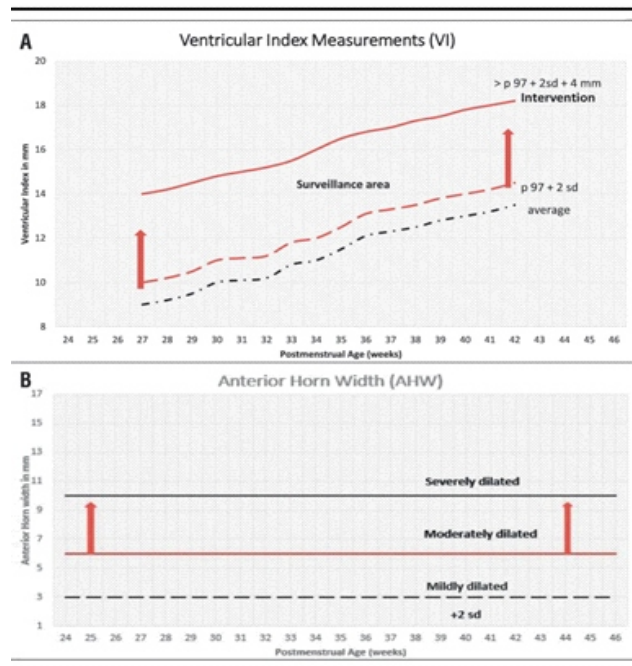 A
Ventricular Index Measurements (VI)
20
18
16
14
12
10
8
Ventricular Index in mm
> p 97 + 2sd + 4 mm
Intervention
Surveillance area
p 97 + 2 sd
average
24 25 26 27 28 29 30 31 32 33 34 35 36 37 38 39 40 41 42 43 44 45 46
Postmenstrual Age (weeks)
B
Anterior Horn Width (AHW)
17
15
13
11
9
7
5
3
1
Anterior Horn width in mm
Severely dilated
Moderately dilated
Mildly dilated
+2 sd
24 25 26 27 28 29 30 31 32 33 34 35 36 37 38 39 40 41 42 43 44 45 46
Postmenstrual Age (weeks)